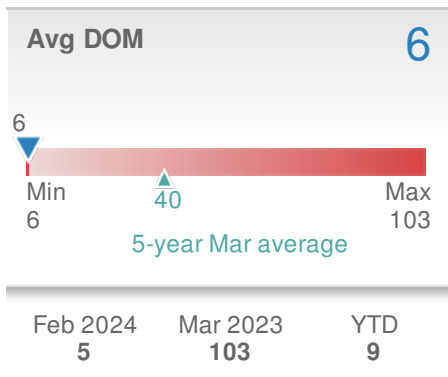 Avg DOM 6
6
Min Max
6 40 103
5-year Mar average
Feb 2024 Mar 2023 YTD
5 103 9